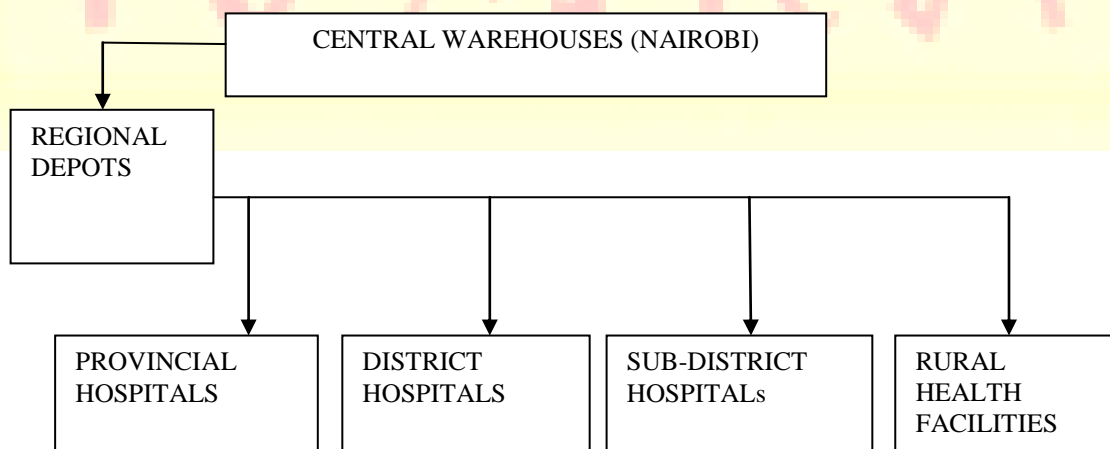 CENTRAL WAREHOUSES (NAIROBI)
REGIONAL
DEPOTS
PROVINCIAL
HOSPITALS
DISTRICT
HOSPITALS
SUB-DISTRICT
HOSPITALs
RURAL
HEALTH
FACILITIES